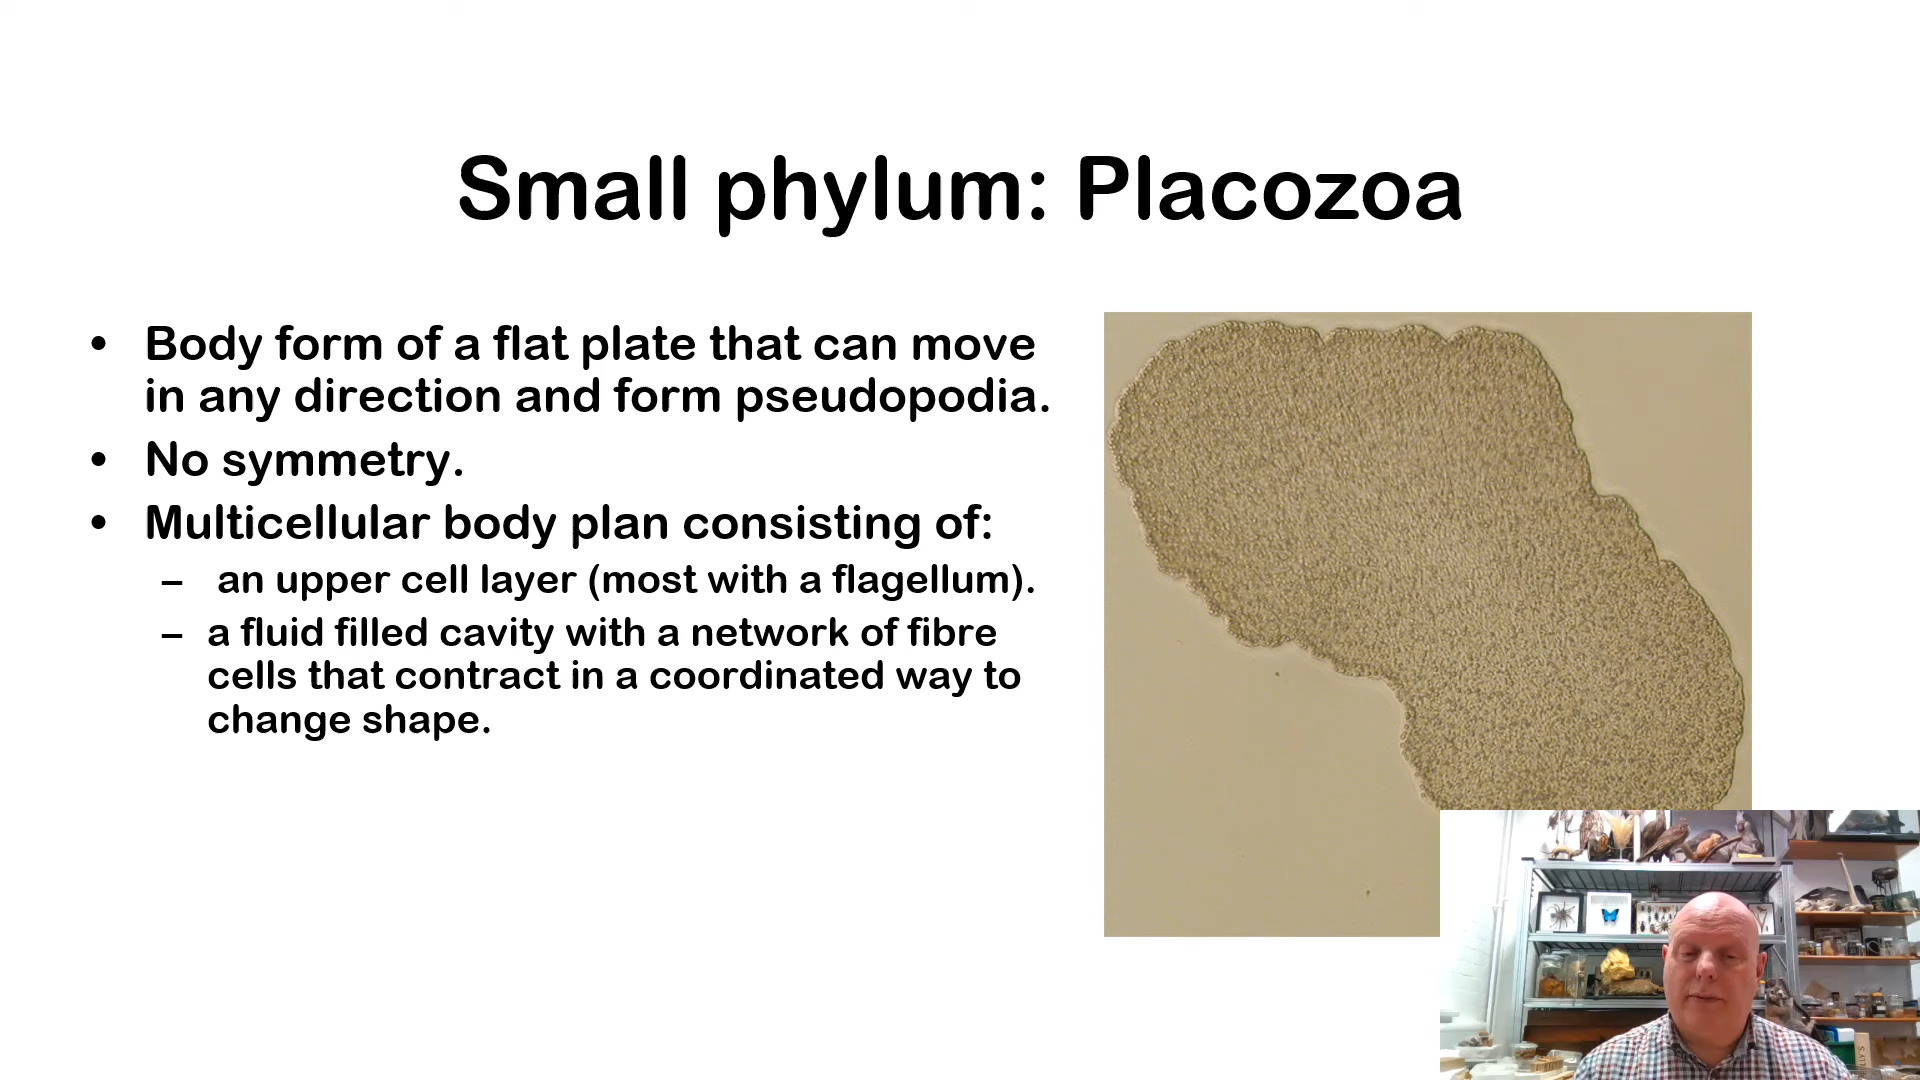 Small phylum: Placozoa
• Body form of a flat plate that can move
in any direction and form pseudopodia.
• No symmetry.
• Multicellular body plan consisting of:
– an upper cell layer (most with a flagellum).
– a fluid filled cavity with a network of fibre
cells that contract in a coordinated way to
change shape.